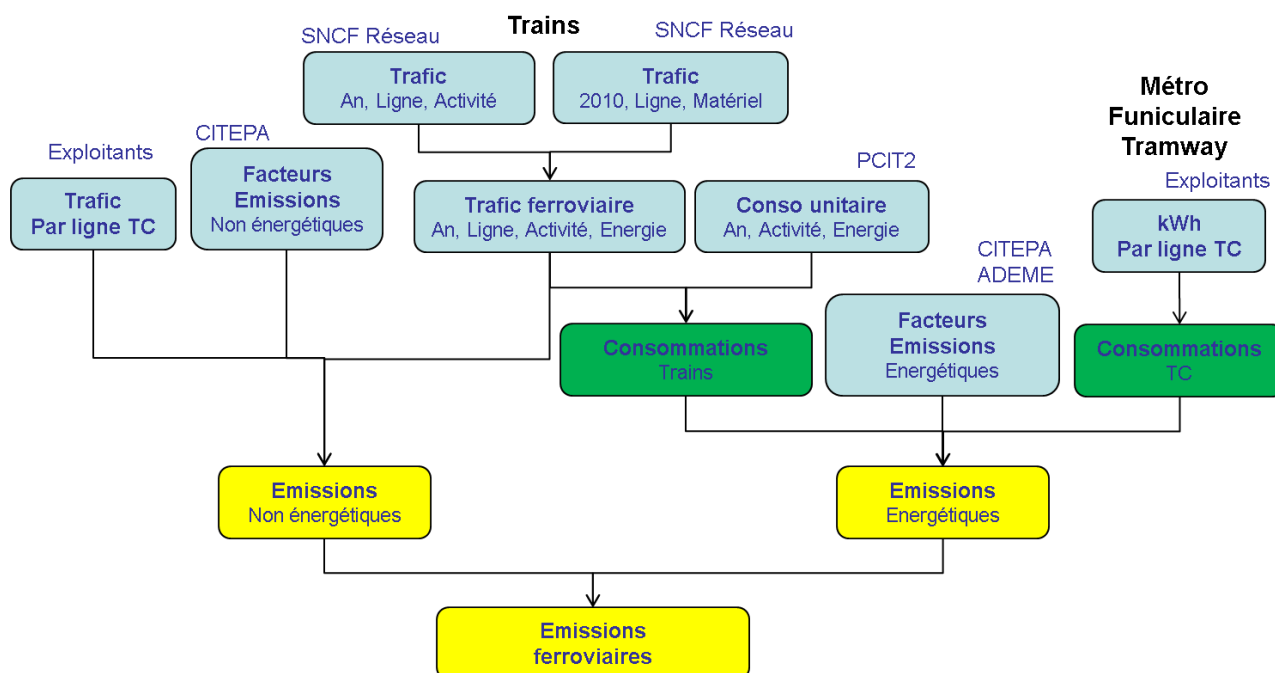 SNCF Réseau
Trains
SNCF Réseau
Trafic
An, Ligne, Activité
Trafic
2010, Ligne, Matériel
Métro
Funiculaire
Tramway
Exploitants
CITEPA
Exploitants
PCIT2
Trafic
Par ligne TC
Facteurs
Emissions
Non énergétiques
Trafic ferroviaire
An, Ligne, Activité, Energie
Conso unitaire
An, Activité, Energie
kWh
Par ligne TC
CITEPA
ADEME
Consommations
Trains
Facteurs
Emissions
Energétiques
Consommations
TC
Emissions
Non énergétiques
Emissions
Energétiques
Emissions
ferroviaires